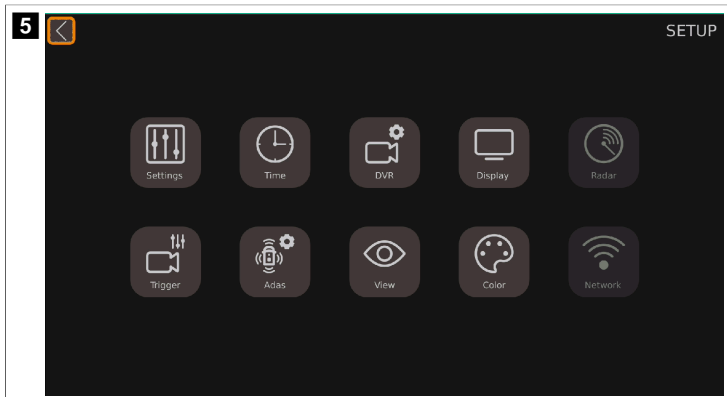 5
SETUP
Settings Time DVR Display Radar
Trigger Adas View Color Network